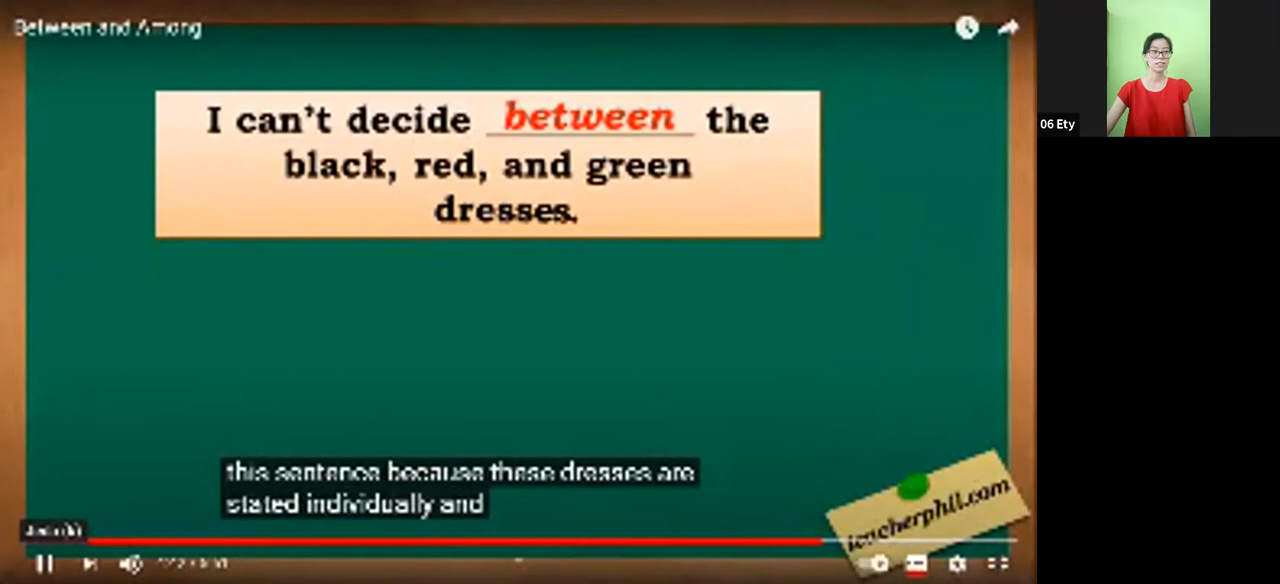 Between and Among
I can't decide between the
black, red, and green
dresses.
this sentence because these dresses are
stated individually and
teacherphil.com
06 Ety